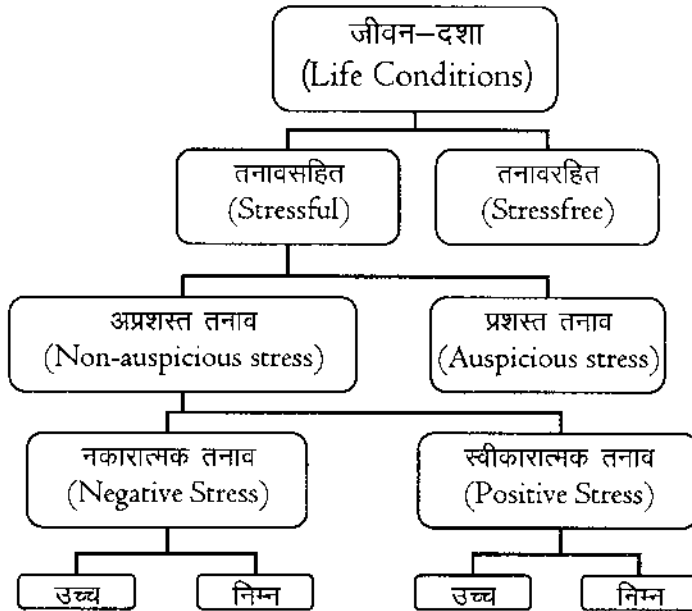 जीवन–दशा
(Life Conditions)
तनावसहित
(Stressful)
तनावरहित
(Stressfree)
अप्रशस्त तनाव
(Non-auspicious stress)
प्रशस्त तनाव
(Auspicious stress)
नकारात्मक तनाव
(Negative Stress)
स्वीकारात्मक तनाव
(Positive Stress)
उच्च
निम्न
उच्च
निम्न